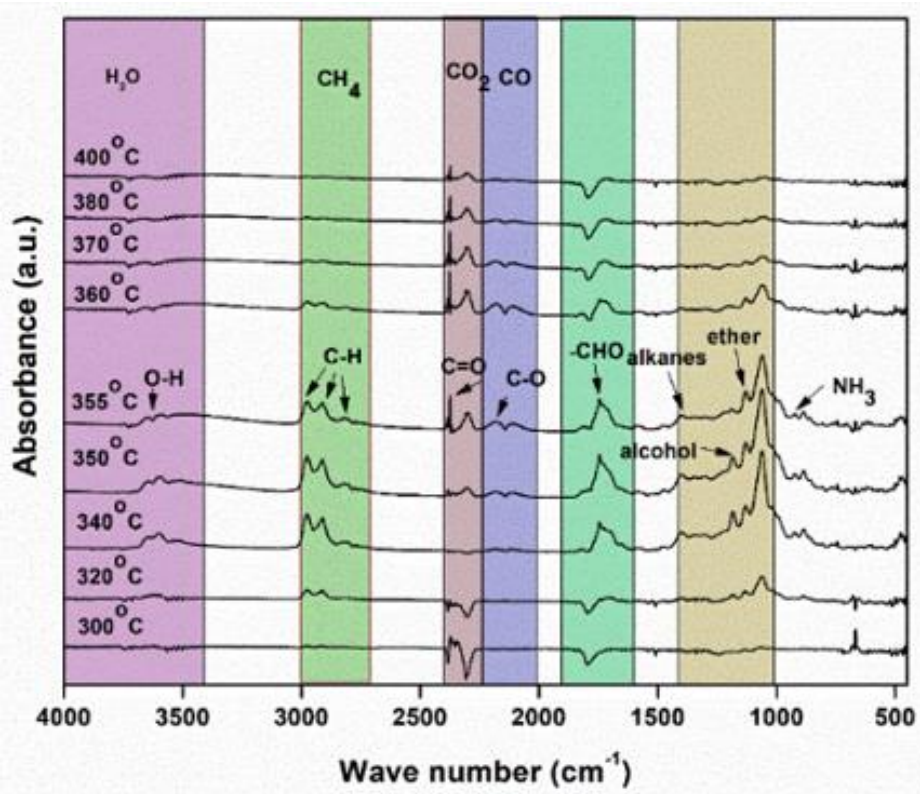 H₂O
CH₄
CO₂
CO
400°C
380°C
370°C
360°C
355°C
350°C
340°C
320°C
300°C
O-H
C-H
C=O
C-O
-CHO
alkanes
ether
alcohol
NH₃
Absorbance (a.u.)
4000 3500 3000 2500 2000 1500 1000 500
Wave number (cm⁻¹)